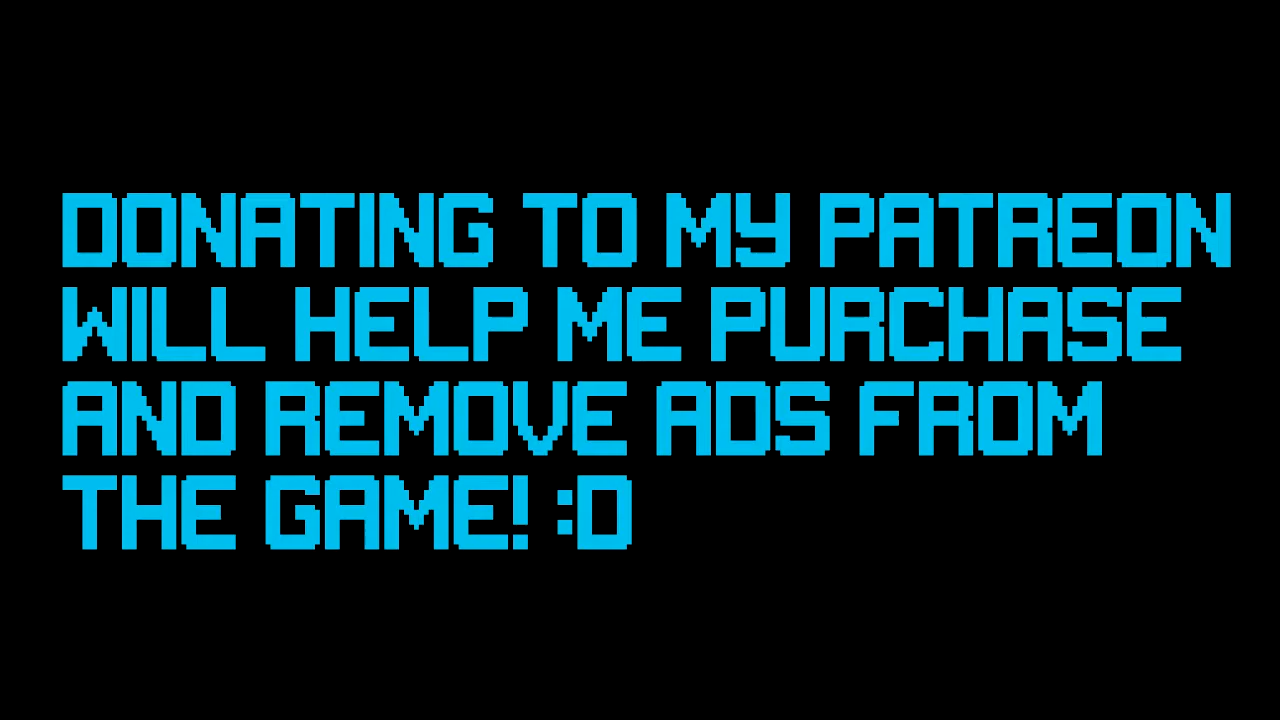 DONATING TO MY PATREON
WILL HELP ME PURCHASE
AND REMOVE ADS FROM
THE GAME! :D